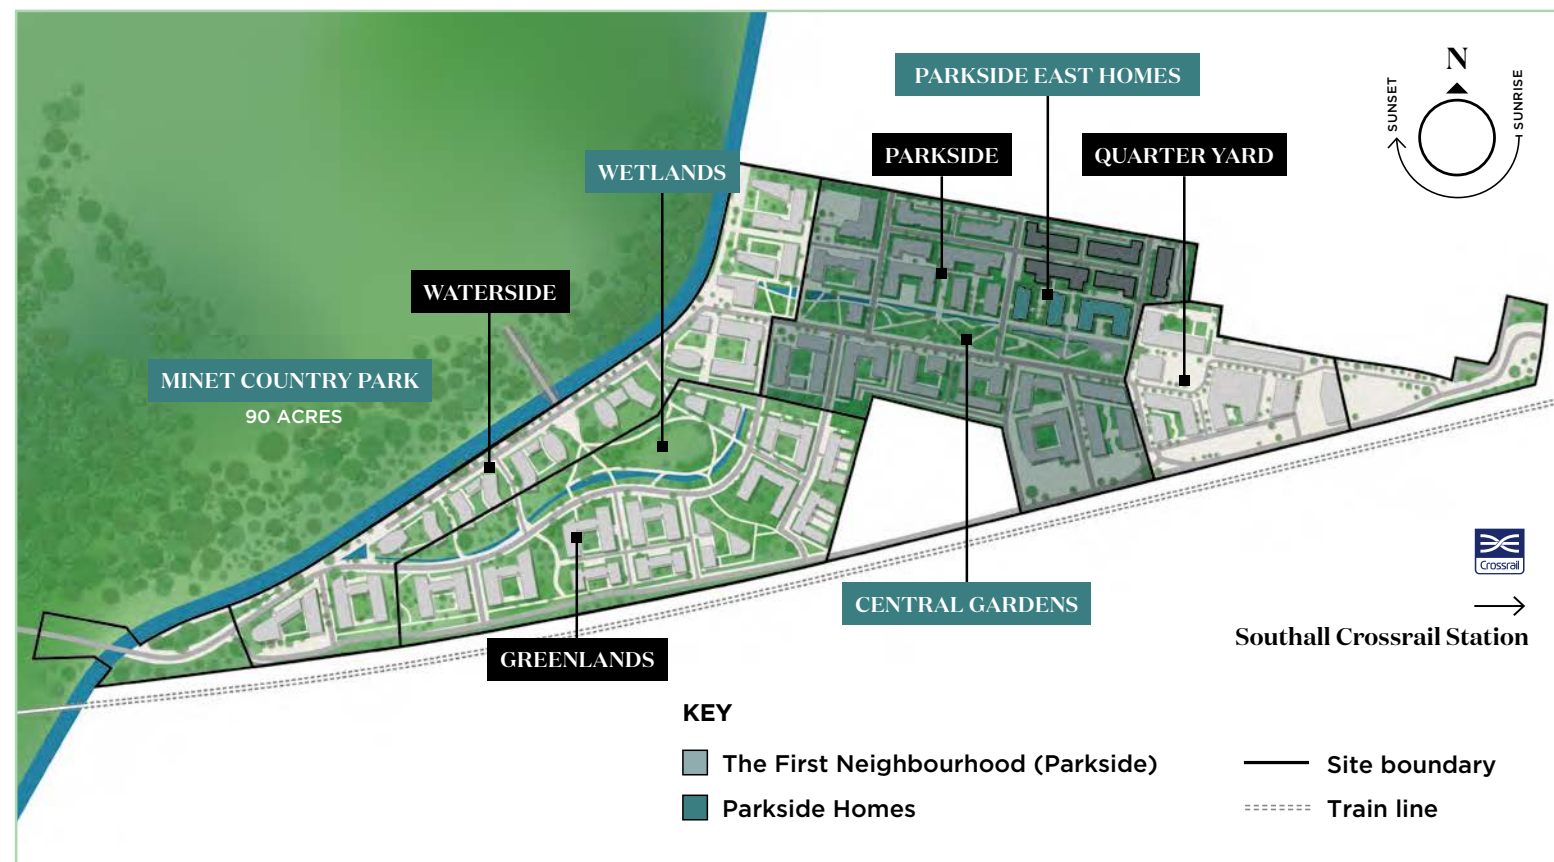 N
SUNSET
SUNRISE
PARKSIDE EAST HOMES
PARKSIDE
QUARTER YARD
WETLANDS
WATERSIDE
MINET COUNTRY PARK
90 ACRES
CENTRAL GARDENS
GREENLANDS
Crossrail
Southall Crossrail Station
KEY
The First Neighbourhood (Parkside)
Parkside Homes
Site boundary
Train line